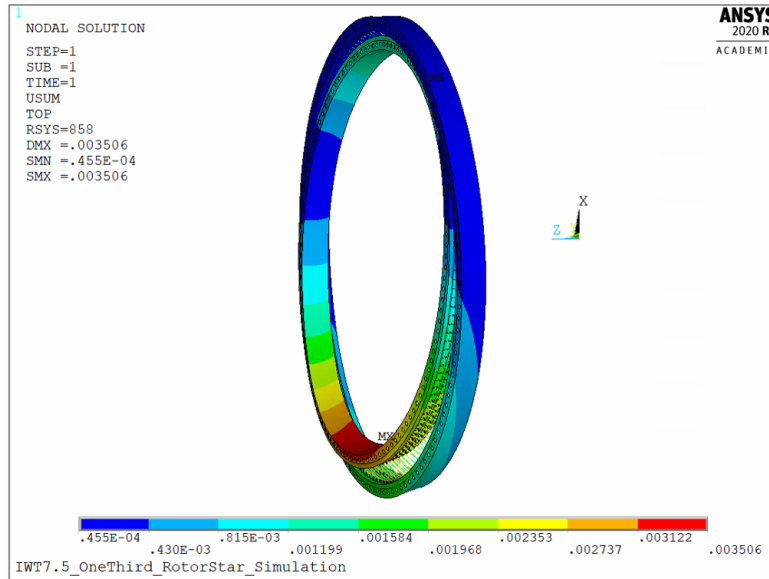 1
NODAL SOLUTION
STEP=1
SUB =1
TIME=1
USUM
TOP
RSYS=858
DMX =.003506
SMN =.455E-04
SMX =.003506
ANSYS
2020 R
ACADEMI
MN
X
Z
MX
.455E-04 .815E-03 .001584 .002353 .003122
.430E-03 .001199 .001968 .002737 .003506
IWT7.5_OneThird_RotorStar_Simulation